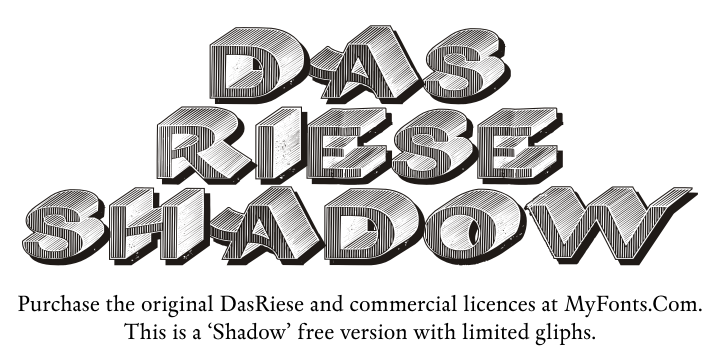 DAS
RIESE
SHADOW
Purchase the original DasRiese and commercial licences at MyFonts.Com.
This is a ‘Shadow’ free version with limited gliphs.